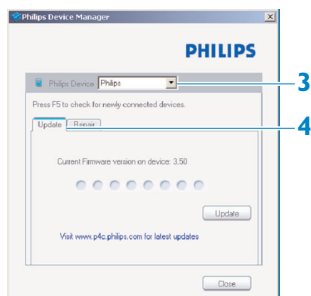 Philips Device Manager
PHILIPS
Philips Device Philips
3
Press F5 to check for newly connected devices.
Update Repair
4
Current Firmware version on device: 3.50
Update
Visit www.p4c.philips.com for latest updates
Close